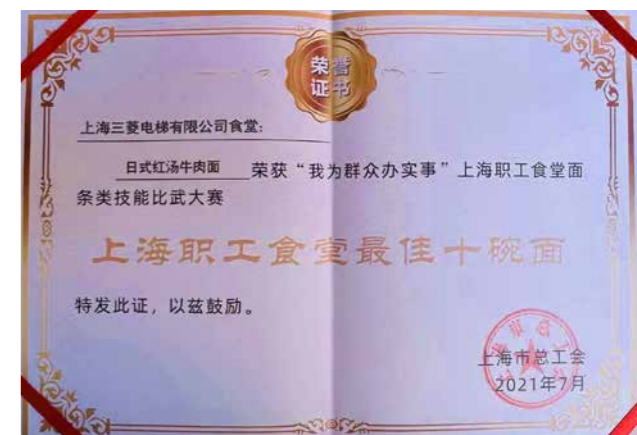 荣誉
证书
上海三菱电梯有限公司食堂:
日式红汤牛肉面 荣获“我为群众办实事”上海职工食堂面
条类技能比武大赛
上海职工食堂最佳十碗面
特发此证,以兹鼓励。
上海市总工会
2021年7月